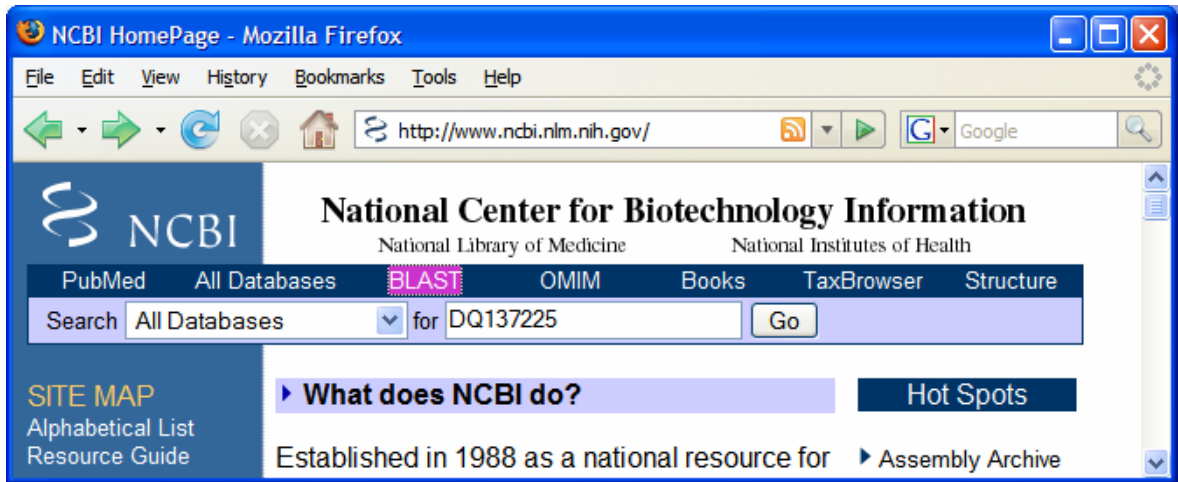 NCBI HomePage - Mozilla Firefox
File Edit View History Bookmarks Tools Help
http://www.ncbi.nlm.nih.gov/ G Google
NCBI
National Center for Biotechnology Information
National Library of Medicine National Institutes of Health
PubMed All Databases BLAST OMIM Books TaxBrowser Structure
Search All Databases for DQ137225 Go
SITE MAP
Alphabetical List
Resource Guide
What does NCBI do?
Established in 1988 as a national resource for
Hot Spots
Assembly Archive